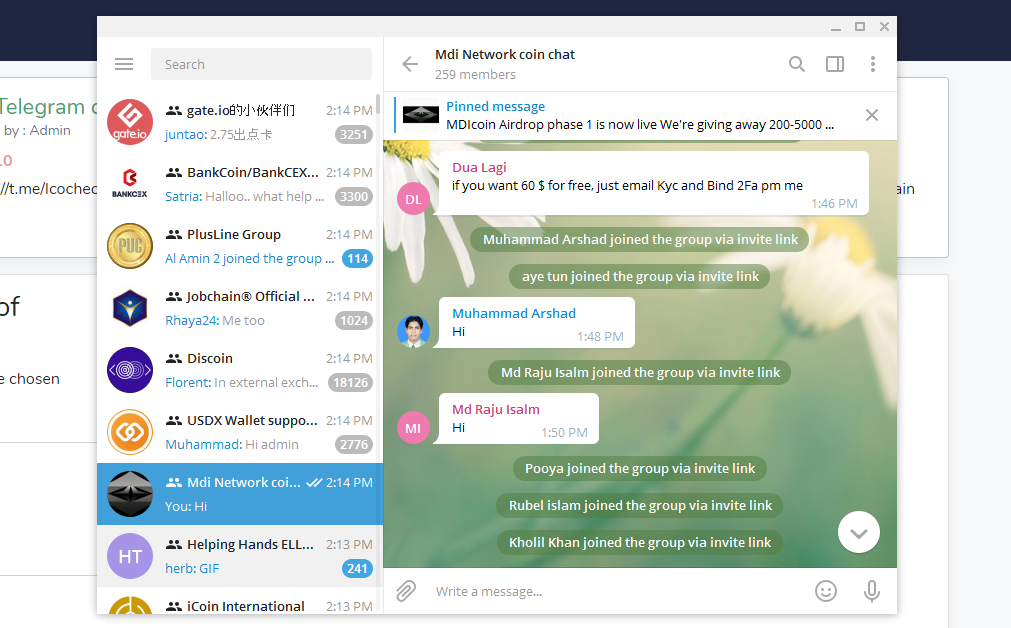 Telegram
by : Admin
//t.me/Icochec
ain
of
e chosen
Search
gate.io的小伙伴们
2:14 PM
juntao: 2.75出点卡
3251
gate.io
BankCoin/BankCEX...
2:14 PM
Satria: Halloo.. what help ...
3300
BANKCEX
PlusLine Group
2:14 PM
Al Amin 2 joined the group ...
114
PUG
Jobchain® Official ...
2:14 PM
Rhaya24: Me too
1024
Discoin
2:14 PM
Florent: In external exch...
18126
USDX Wallet suppo...
2:14 PM
Muhammad: Hi admin
2776
Mdi Network coi...
2:14 PM
You: Hi
HT
Helping Hands ELL...
2:13 PM
herb: GIF
241
iCoin International
2:13 PM
Mdi Network coin chat
259 members
Pinned message
MDIcoin Airdrop phase 1 is now live We're giving away 200-5000 ...
Dua Lagi
if you want 60 $ for free, just email Kyc and Bind 2Fa pm me
1:46 PM
DL
Muhammad Arshad joined the group via invite link
aye tun joined the group via invite link
Muhammad Arshad
Hi
1:48 PM
Md Raju Isalm joined the group via invite link
Md Raju Isalm
Hi
1:50 PM
MI
Pooya joined the group via invite link
Rubel islam joined the group via invite link
Kholil Khan joined the group via invite link
Write a message...